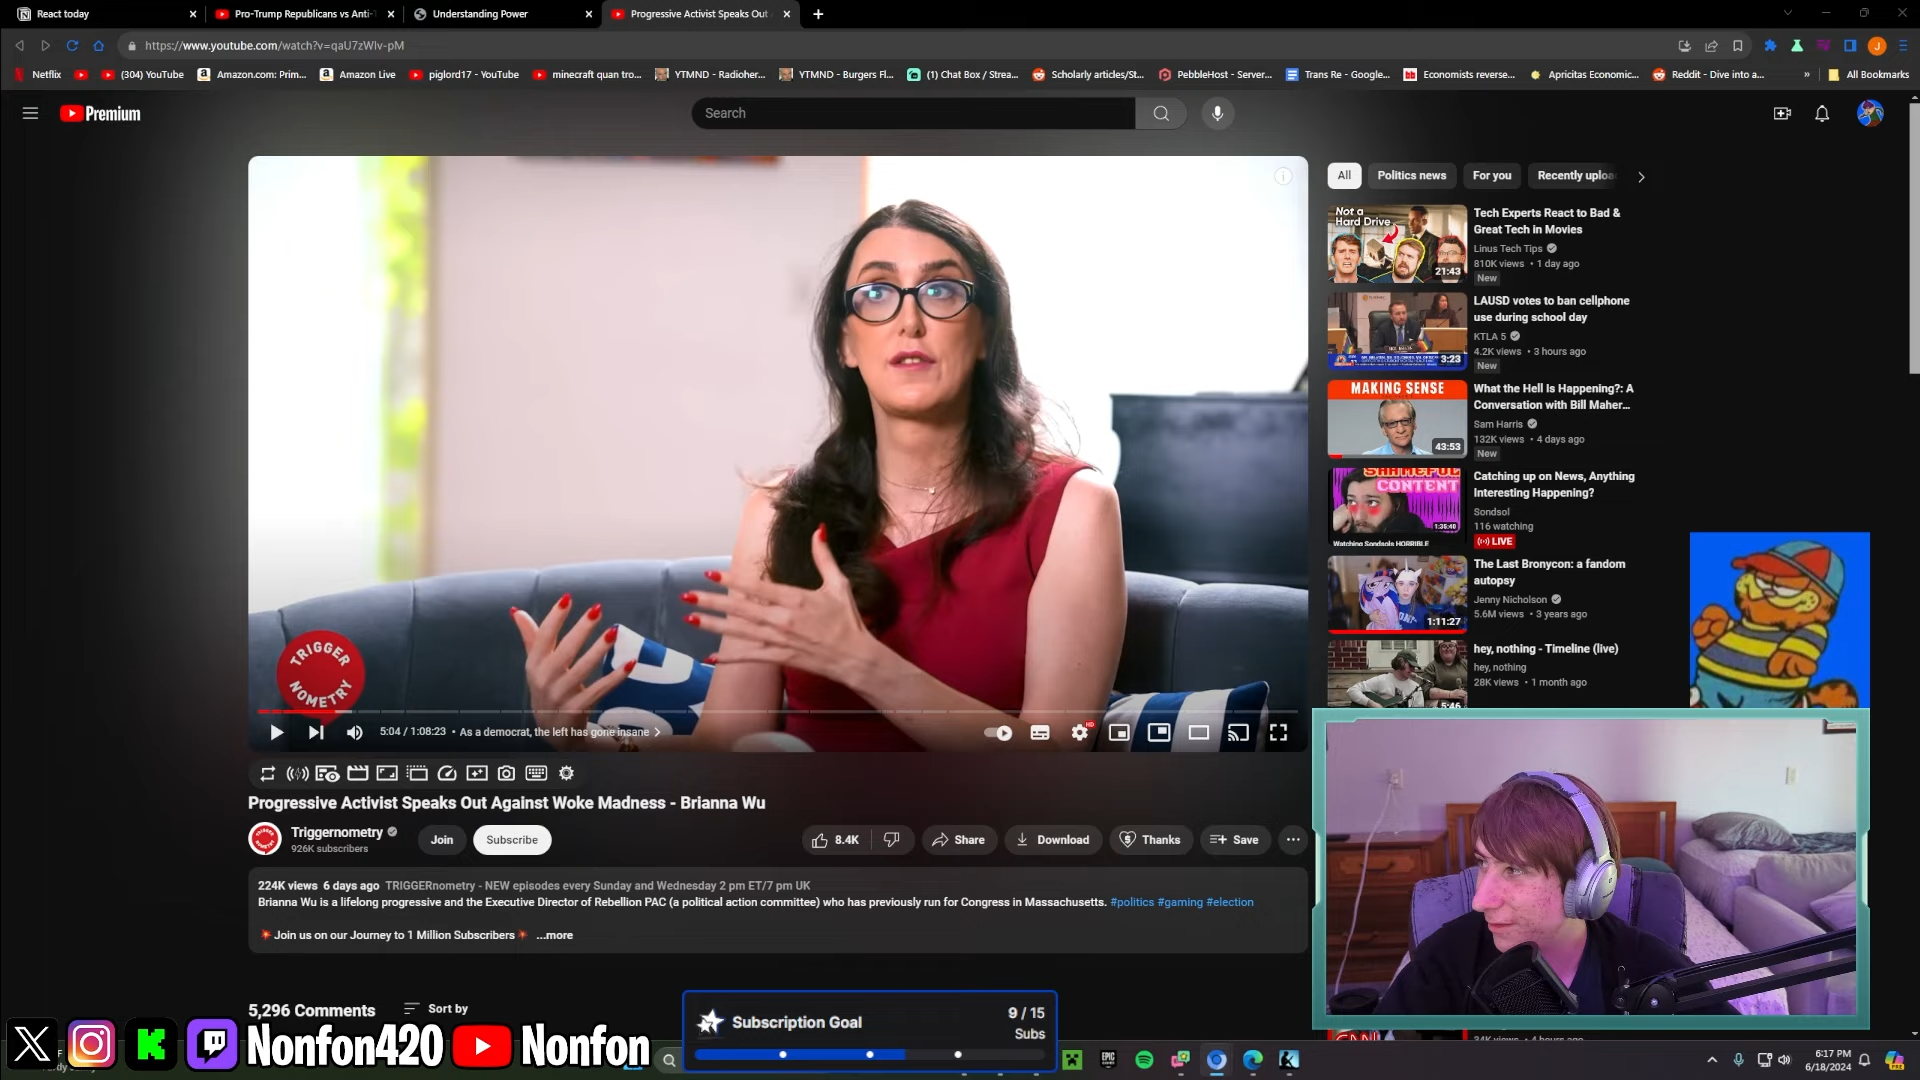 React today
Pro-Trump Republicans vs Anti-
Understanding Power
Progressive Activist Speaks Out
https://www.youtube.com/watch?v=qaU7zWlv-pM
J
Netflix
(304) YouTube
Amazon.com: Prim...
Amazon Live
piglord17 - YouTube
minecraft quan tro...
YTMND - Radioher...
YTMND - Burgers Fl...
(1) Chat Box / Strea...
Scholarly articles/St...
PebbleHost - Server...
Trans Re - Google...
Economists reverse...
Apricitas Economic...
Reddit - Dive into a...
All Bookmarks
Premium
Search
All
Politics news
For you
Recently uploa
Not a
Hard Drive
21:43
Tech Experts React to Bad &
Great Tech in Movies
Linus Tech Tips
810K views • 1 day ago
New
3:23
LAUSD votes to ban cellphone
use during school day
KTLA 5
4.2K views • 3 hours ago
New
MAKING SENSE
43:53
What the Hell Is Happening?: A
Conversation with Bill Maher...
Sam Harris
132K views • 4 days ago
New
SHAMEFUL
CONTENT
1:35:40
Watching Sondsols HORRIBLE
Catching up on News, Anything
Interesting Happening?
Sondsol
116 watching
LIVE
1:11:27
The Last Bronycon: a fandom
autopsy
Jenny Nicholson
5.6M views • 3 years ago
5:46
hey, nothing - Timeline (live)
hey, nothing
28K views • 1 month ago
TRIGGER
NOMETRY
5:04 / 1:08:23 • As a democrat, the left has gone insane
HD
Progressive Activist Speaks Out Against Woke Madness - Brianna Wu
Triggernometry
926K subscribers
Join
Subscribe
8.4K
Share
Download
Thanks
Save
224K views 6 days ago TRIGGERnometry - NEW episodes every Sunday and Wednesday 2 pm ET/7 pm UK
Brianna Wu is a lifelong progressive and the Executive Director of Rebellion PAC (a political action committee) who has previously run for Congress in Massachusetts. #politics #gaming #election
Join us on our Journey to 1 Million Subscribers
...more
5,296 Comments
Sort by
Nonfon420
Nonfon
Subscription Goal
9 / 15
Subs
EPIC
6:17 PM
6/18/2024